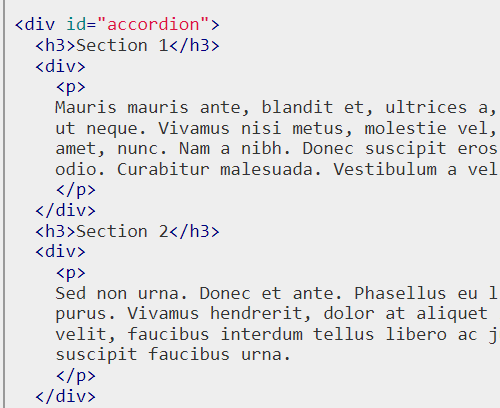 <div id="accordion">
<h3>Section 1</h3>
<div>
<p>
Mauris mauris ante, blandit et, ultrices a,
ut neque. Vivamus nisi metus, molestie vel,
amet, nunc. Nam a nibh. Donec suscipit eros
odio. Curabitur malesuada. Vestibulum a vel
</p>
</div>
<h3>Section 2</h3>
<div>
<p>
Sed non urna. Donec et ante. Phasellus eu l
purus. Vivamus hendrerit, dolor at aliquet
velit, faucibus interdum tellus libero ac j
suscipit faucibus urna.
</p>
</div>